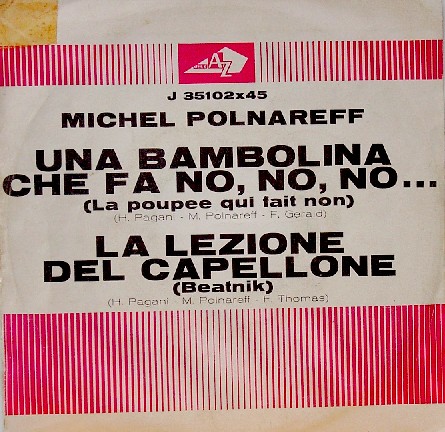 AZ
J 35102x45
MICHEL POLNAREFF
UNA BAMBOLINA
CHE FA NO, NO, NO...
(La poupee qui fait non)
(H. Pagani - M. Polnareff - F. Gerald)
LA LEZIONE
DEL CAPELLONE
(Beatnik)
(H. Pagani - M. Polnareff - F. Thomas)